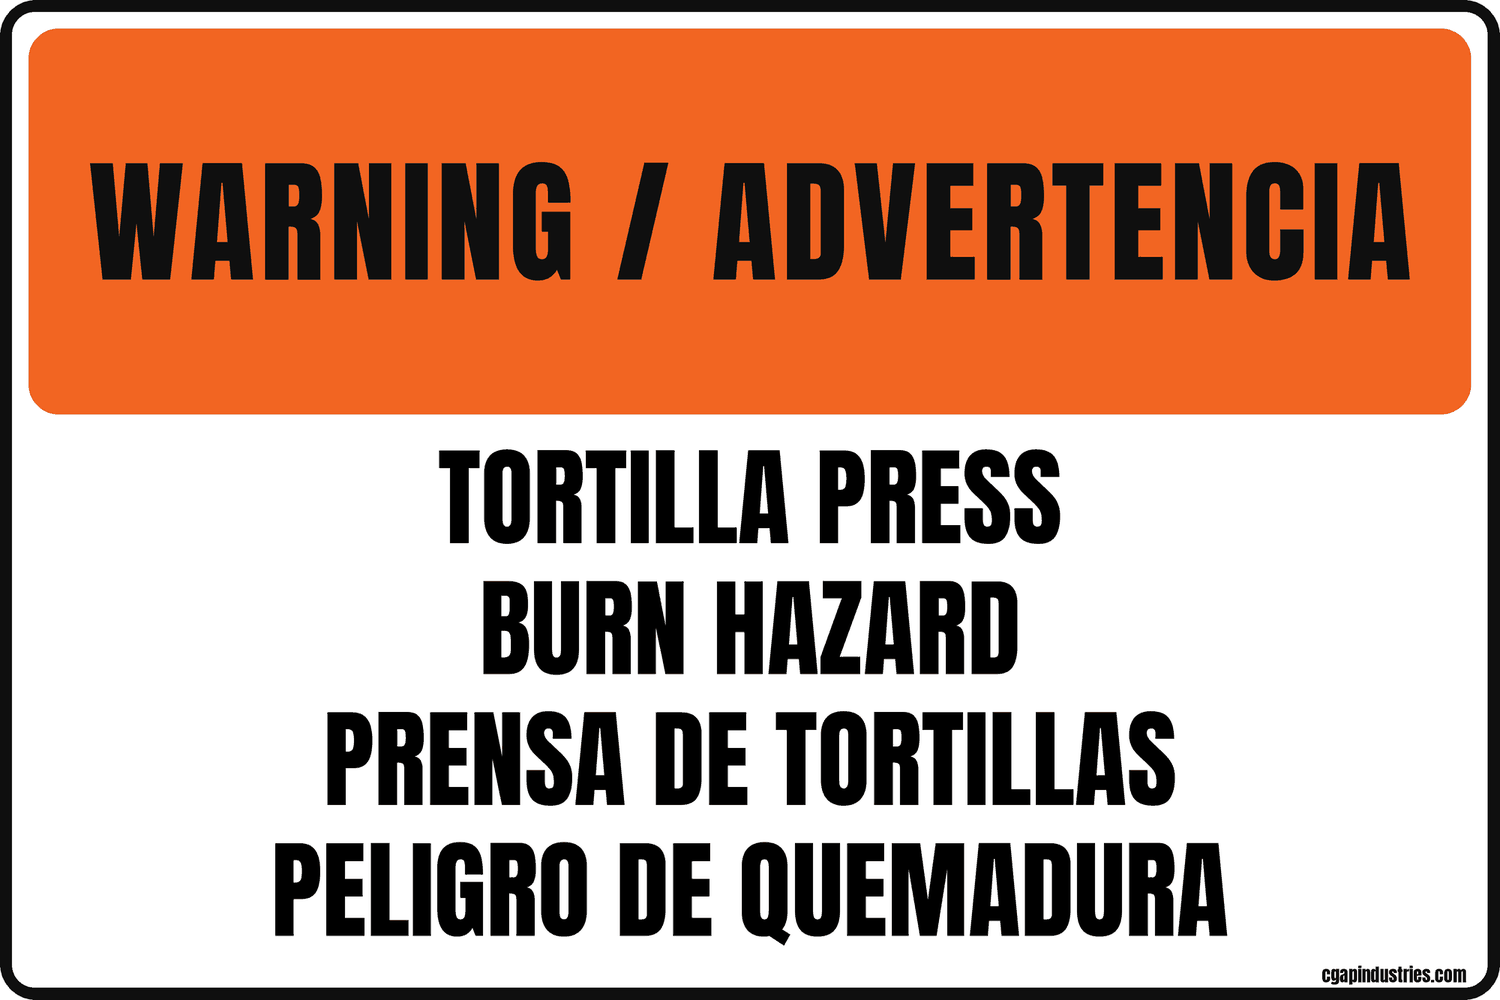 WARNING / ADVERTENCIA
TORTILLA PRESS
BURN HAZARD
PRENSA DE TORTILLAS
PELIGRO DE QUEMADURA
cgapindustries.com